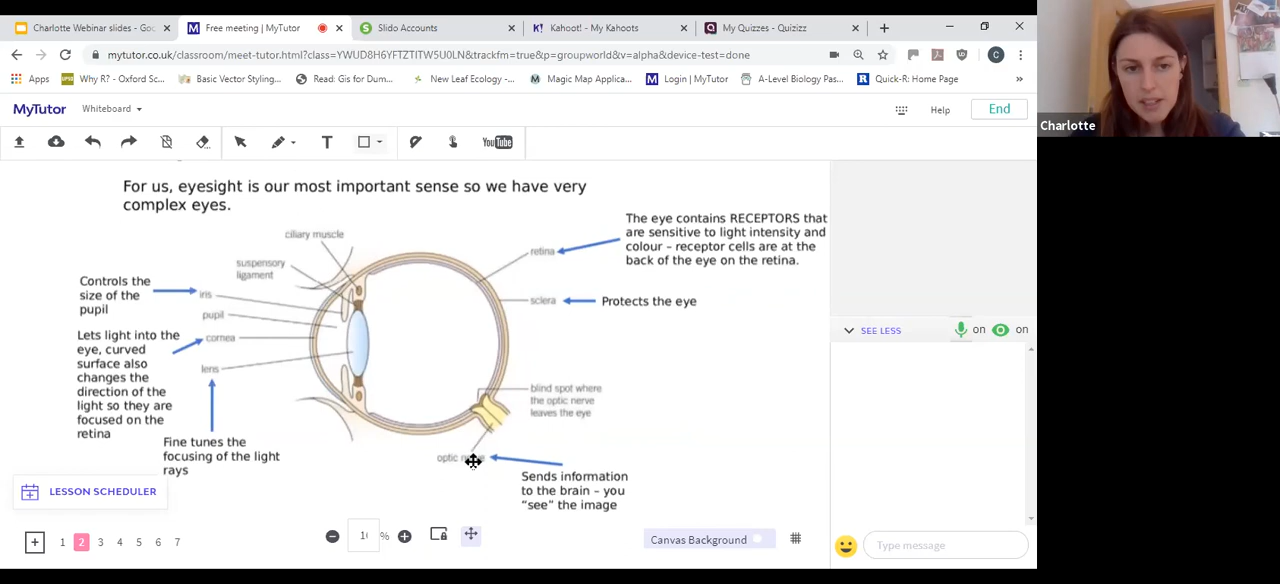 Charlotte Webinar slides - Goo
Free meeting | MyTutor
Slido Accounts
Kahoot! - My Kahoots
My Quizzes - Quizizz
mytutor.co.uk/classroom/meet-tutor.html?class=YWUD8H6YFTZTITW5U0LN&trackfm=true&p=groupworld&v=alpha&device-test=done
Apps
Why R? - Oxford Sc...
Basic Vector Styling...
Read: Gis for Dum...
New Leaf Ecology -...
Magic Map Applica...
Login | MyTutor
A-Level Biology Pas...
Quick-R: Home Page
Charlotte
MyTutor
Whiteboard
Help
End
YouTube
For us, eyesight is our most important sense so we have very
complex eyes.
ciliary muscle
suspensory
ligament
Controls the
size of the
pupil
iris
pupil
cornea
lens
Lets light into the
eye, curved
surface also
changes the
direction of the
light so they are
focused on the
retina
Fine tunes the
focusing of the light
rays
The eye contains RECEPTORS that
are sensitive to light intensity and
colour – receptor cells are at the
back of the eye on the retina.
retina
sclera
Protects the eye
blind spot where
the optic nerve
leaves the eye
optic
Sends information
to the brain – you
"see" the image
SEE LESS
on
on
LESSON SCHEDULER
1 2 3 4 5 6 7
%
Canvas Background
Type message